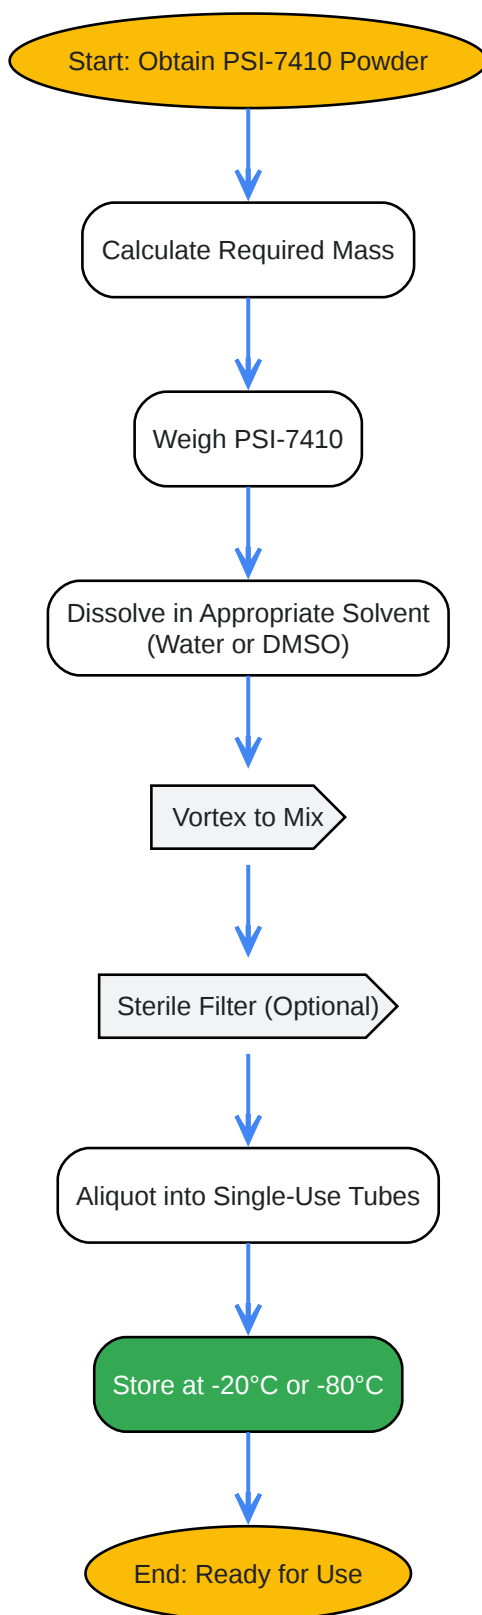 Start: Obtain PSI-7410 Powder
Calculate Required Mass
Weigh PSI-7410
Dissolve in Appropriate Solvent
(Water or DMSO)
Vortex to Mix
Sterile Filter (Optional)
Aliquot into Single-Use Tubes
Store at -20°C or -80°C
End: Ready for Use